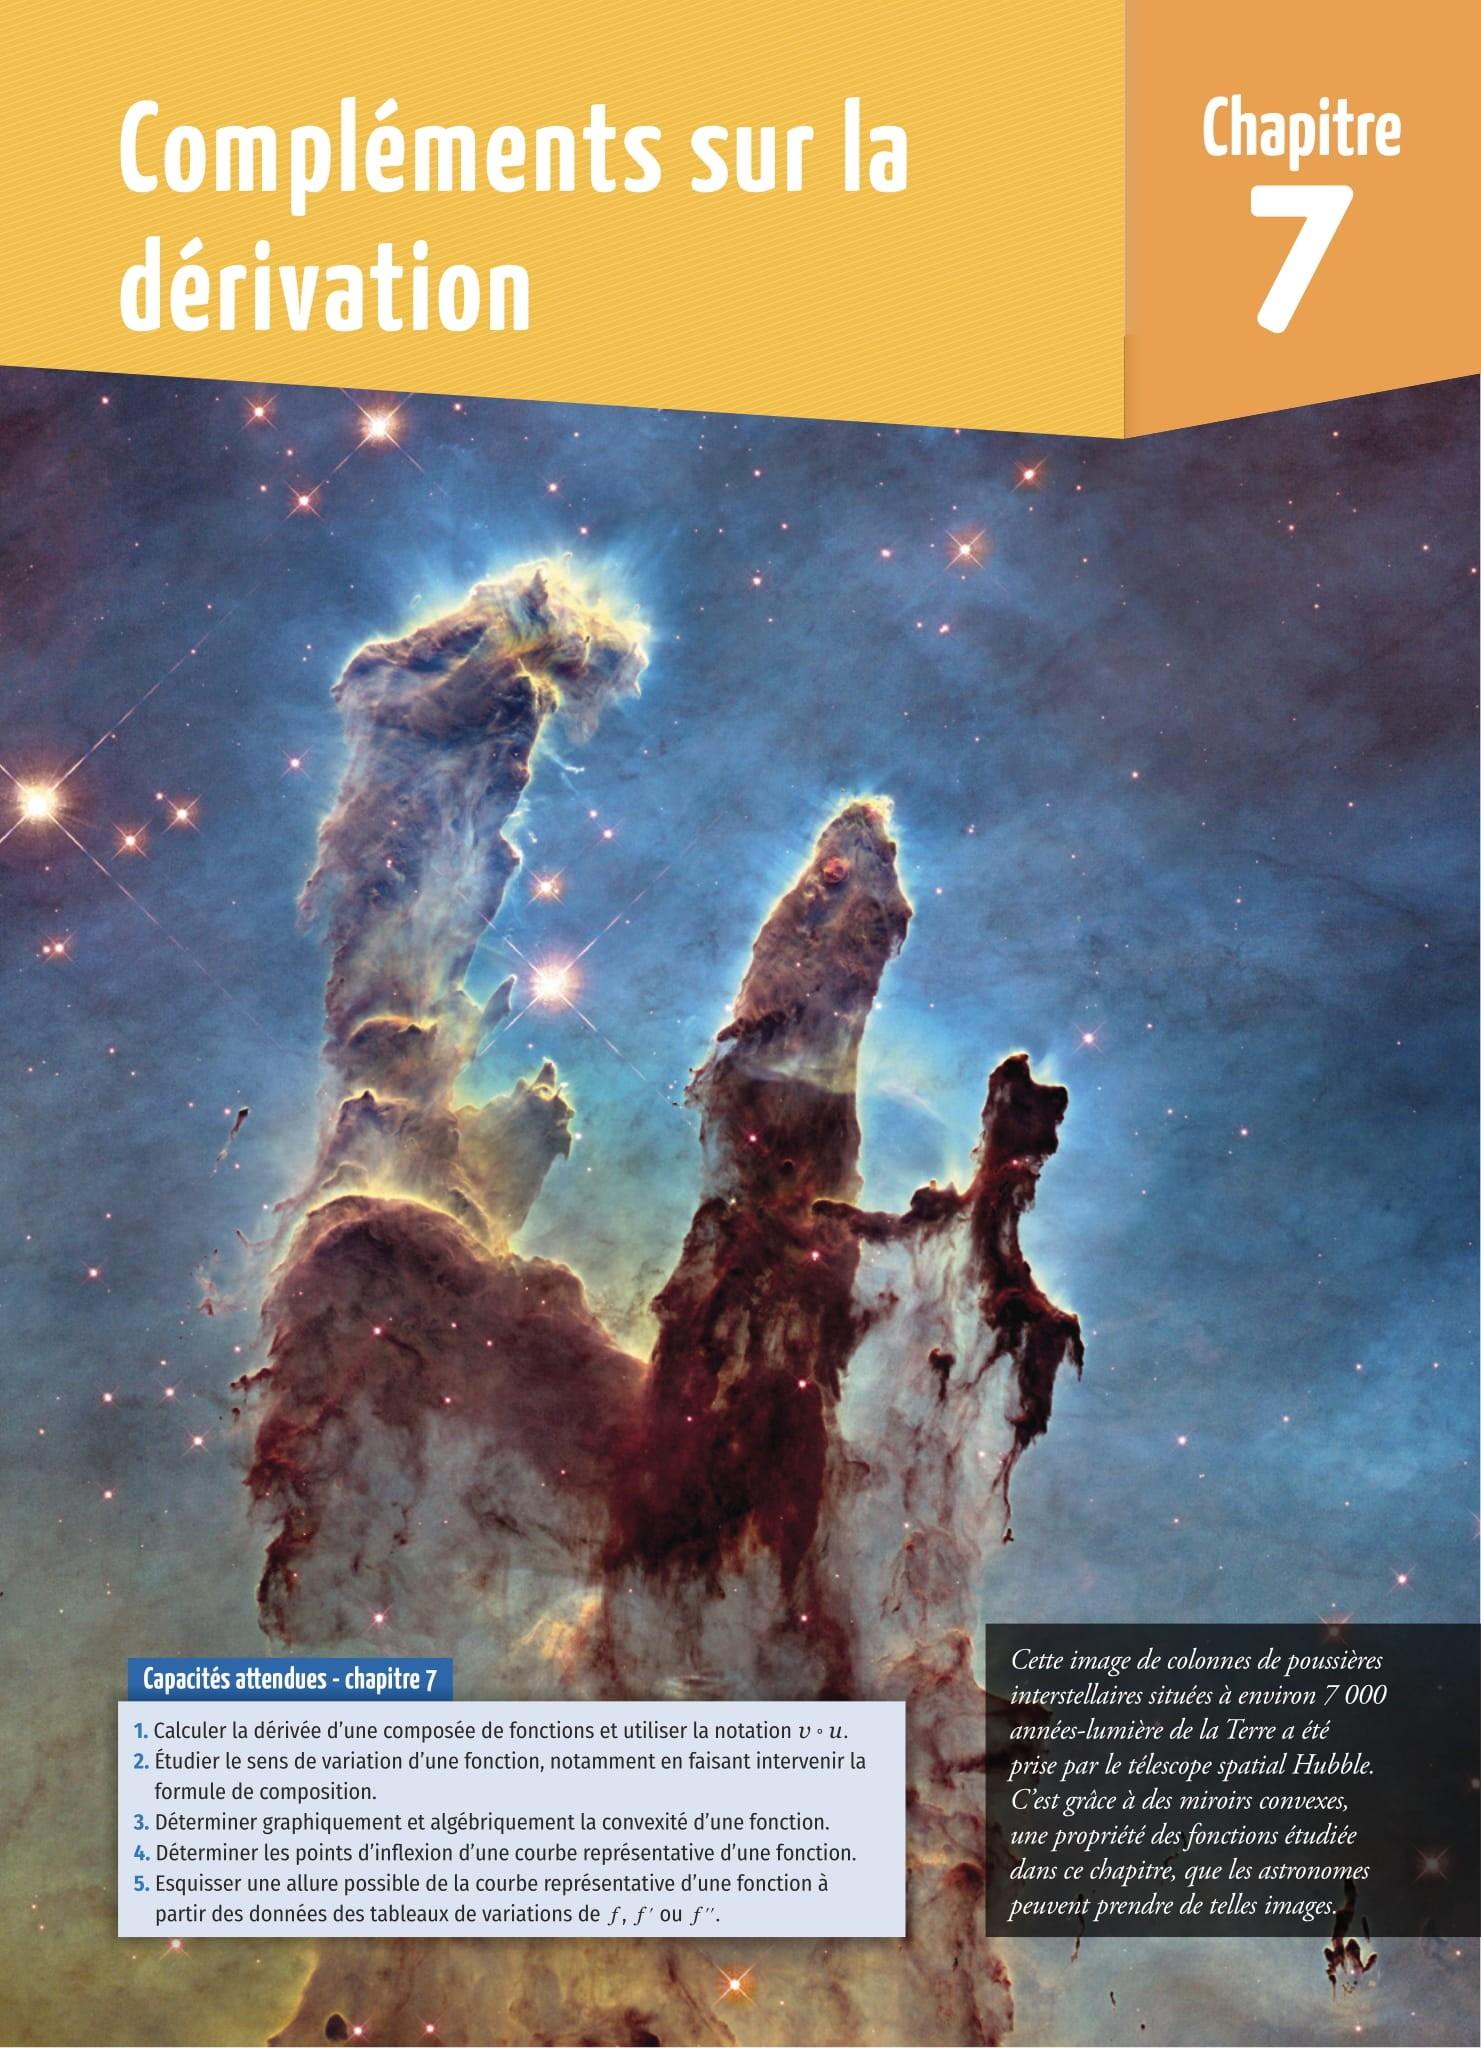 Compléments sur la
dérivation
Chapitre
7
Capacités attendues - chapitre 7
1. Calculer la dérivée d’une composée de fonctions et utiliser la notation v ∘ u.
2. Étudier le sens de variation d’une fonction, notamment en faisant intervenir la
formule de composition.
3. Déterminer graphiquement et algébriquement la convexité d’une fonction.
4. Déterminer les points d’inflexion d’une courbe représentative d’une fonction.
5. Esquisser une allure possible de la courbe représentative d’une fonction à
partir des données des tableaux de variations de f, f′ ou f″.
Cette image de colonnes de poussières
interstellaires situées à environ 7 000
années-lumière de la Terre a été
prise par le télescope spatial Hubble.
C’est grâce à des miroirs convexes,
une propriété des fonctions étudiée
dans ce chapitre, que les astronomes
peuvent prendre de telles images.